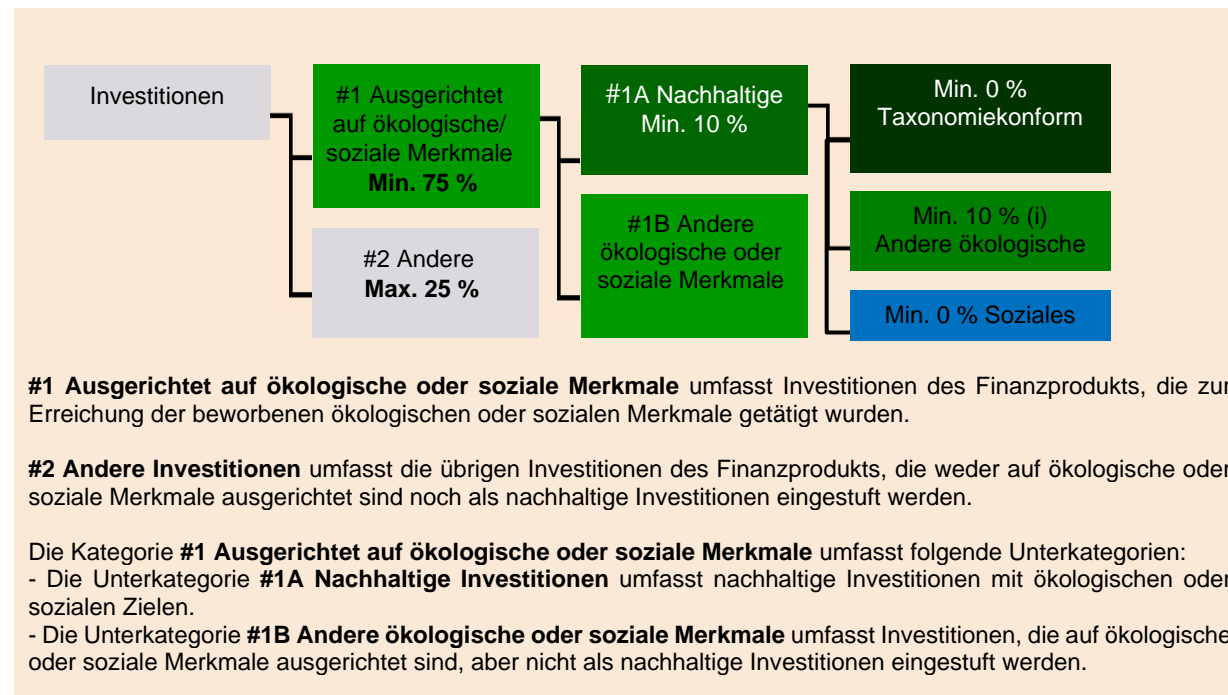 Investitionen
#1 Ausgerichtet
auf ökologische/
soziale Merkmale
Min. 75 %
#2 Andere
Max. 25 %
#1A Nachhaltige
Min. 10 %
#1B Andere
ökologische oder
soziale Merkmale
Min. 0 %
Taxonomiekonform
Min. 10 % (i)
Andere ökologische
Min. 0 % Soziales
#1 Ausgerichtet auf ökologische oder soziale Merkmale umfasst Investitionen des Finanzprodukts, die zur
Erreichung der beworbenen ökologischen oder sozialen Merkmale getätigt wurden.
#2 Andere Investitionen umfasst die übrigen Investitionen des Finanzprodukts, die weder auf ökologische oder
soziale Merkmale ausgerichtet sind noch als nachhaltige Investitionen eingestuft werden.
Die Kategorie #1 Ausgerichtet auf ökologische oder soziale Merkmale umfasst folgende Unterkategorien:
- Die Unterkategorie #1A Nachhaltige Investitionen umfasst nachhaltige Investitionen mit ökologischen oder
sozialen Zielen.
- Die Unterkategorie #1B Andere ökologische oder soziale Merkmale umfasst Investitionen, die auf ökologische
oder soziale Merkmale ausgerichtet sind, aber nicht als nachhaltige Investitionen eingestuft werden.